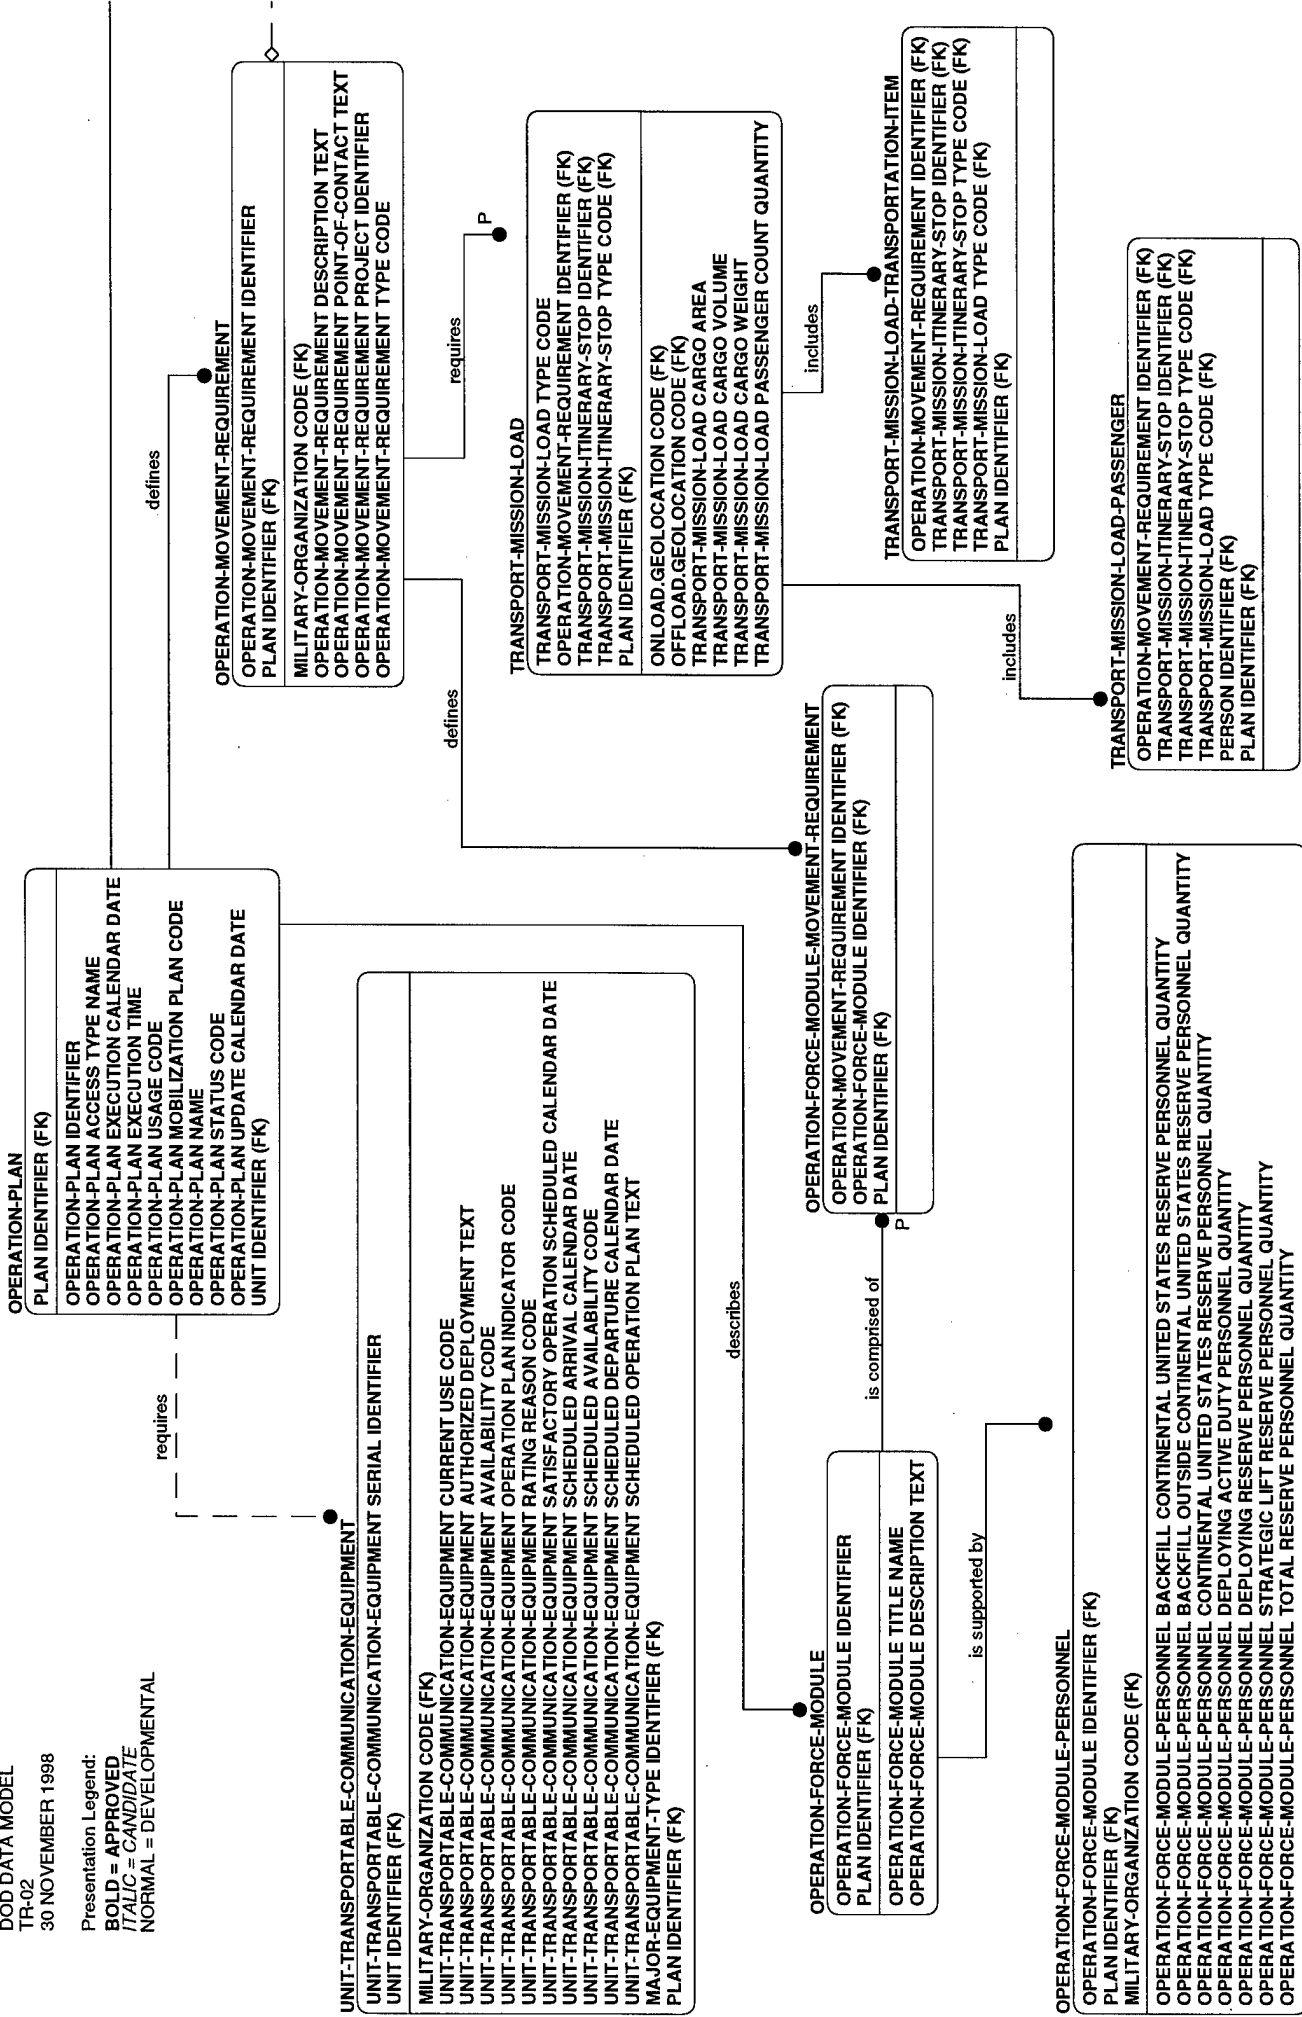 DOD DATA MODEL
TR-02
30 NOVEMBER 1998
Presentation Legend:
BOLD = APPROVED
ITALIC = CANDIDATE
NORMAL = DEVELOPMENTAL
OPERATION-PLAN
PLAN IDENTIFIER (FK)
OPERATION-PLAN IDENTIFIER
OPERATION-PLAN ACCESS TYPE NAME
OPERATION-PLAN EXECUTION CALENDAR DATE
OPERATION-PLAN EXECUTION TIME
OPERATION-PLAN USAGE CODE
OPERATION-PLAN MOBILIZATION PLAN CODE
OPERATION-PLAN NAME
OPERATION-PLAN STATUS CODE
OPERATION-PLAN UPDATE CALENDAR DATE
UNIT IDENTIFIER (FK)
requires
defines
OPERATION-MOVEMENT-REQUIREMENT
OPERATION-MOVEMENT-REQUIREMENT IDENTIFIER
PLAN IDENTIFIER (FK)
MILITARY-ORGANIZATION CODE (FK)
OPERATION-MOVEMENT-REQUIREMENT DESCRIPTION TEXT
OPERATION-MOVEMENT-REQUIREMENT POINT-OF-CONTACT TEXT
OPERATION-MOVEMENT-REQUIREMENT PROJECT IDENTIFIER
OPERATION-MOVEMENT-REQUIREMENT TYPE CODE
UNIT-TRANSPORTABLE-COMMUNICATION-EQUIPMENT
UNIT-TRANSPORTABLE-COMMUNICATION-EQUIPMENT SERIAL IDENTIFIER
UNIT IDENTIFIER (FK)
MILITARY-ORGANIZATION CODE (FK)
UNIT-TRANSPORTABLE-COMMUNICATION-EQUIPMENT CURRENT USE CODE
UNIT-TRANSPORTABLE-COMMUNICATION-EQUIPMENT AUTHORIZED DEPLOYMENT TEXT
UNIT-TRANSPORTABLE-COMMUNICATION-EQUIPMENT AVAILABILITY CODE
UNIT-TRANSPORTABLE-COMMUNICATION-EQUIPMENT OPERATION PLAN INDICATOR CODE
UNIT-TRANSPORTABLE-COMMUNICATION-EQUIPMENT RATING REASON CODE
UNIT-TRANSPORTABLE-COMMUNICATION-EQUIPMENT SATISFACTORY OPERATION SCHEDULED CALENDAR DATE
UNIT-TRANSPORTABLE-COMMUNICATION-EQUIPMENT SCHEDULED ARRIVAL CALENDAR DATE
UNIT-TRANSPORTABLE-COMMUNICATION-EQUIPMENT SCHEDULED AVAILABILITY CODE
UNIT-TRANSPORTABLE-COMMUNICATION-EQUIPMENT SCHEDULED DEPARTURE CALENDAR DATE
UNIT-TRANSPORTABLE-COMMUNICATION-EQUIPMENT SCHEDULED OPERATION PLAN TEXT
MAJOR-EQUIPMENT-TYPE IDENTIFIER (FK)
PLAN IDENTIFIER (FK)
defines
requires
P
TRANSPORT-MISSION-LOAD
TRANSPORT-MISSION-LOAD TYPE CODE
OPERATION-MOVEMENT-REQUIREMENT IDENTIFIER (FK)
TRANSPORT-MISSION-ITINERARY-STOP IDENTIFIER (FK)
TRANSPORT-MISSION-ITINERARY-STOP TYPE CODE (FK)
PLAN IDENTIFIER (FK)
ONLOAD.GEOLOCATION CODE (FK)
OFFLOAD.GEOLOCATION CODE (FK)
TRANSPORT-MISSION-LOAD CARGO AREA
TRANSPORT-MISSION-LOAD CARGO VOLUME
TRANSPORT-MISSION-LOAD CARGO WEIGHT
TRANSPORT-MISSION-LOAD PASSENGER COUNT QUANTITY
describes
OPERATION-FORCE-MODULE
OPERATION-FORCE-MODULE IDENTIFIER
PLAN IDENTIFIER (FK)
OPERATION-FORCE-MODULE TITLE NAME
OPERATION-FORCE-MODULE DESCRIPTION TEXT
is comprised of
P
OPERATION-FORCE-MODULE-MOVEMENT-REQUIREMENT
OPERATION-MOVEMENT-REQUIREMENT IDENTIFIER (FK)
OPERATION-FORCE-MODULE IDENTIFIER (FK)
PLAN IDENTIFIER (FK)
includes
TRANSPORT-MISSION-LOAD-TRANSPORTATION-ITEM
OPERATION-MOVEMENT-REQUIREMENT IDENTIFIER (FK)
TRANSPORT-MISSION-ITINERARY-STOP IDENTIFIER (FK)
TRANSPORT-MISSION-ITINERARY-STOP TYPE CODE (FK)
TRANSPORT-MISSION-LOAD TYPE CODE (FK)
PLAN IDENTIFIER (FK)
is supported by
includes
OPERATION-FORCE-MODULE-PERSONNEL
OPERATION-FORCE-MODULE IDENTIFIER (FK)
PLAN IDENTIFIER (FK)
MILITARY-ORGANIZATION CODE (FK)
OPERATION-FORCE-MODULE-PERSONNEL BACKFILL CONTINENTAL UNITED STATES RESERVE PERSONNEL QUANTITY
OPERATION-FORCE-MODULE-PERSONNEL BACKFILL OUTSIDE CONTINENTAL UNITED STATES RESERVE PERSONNEL QUANTITY
OPERATION-FORCE-MODULE-PERSONNEL CONTINENTAL UNITED STATES RESERVE PERSONNEL QUANTITY
OPERATION-FORCE-MODULE-PERSONNEL DEPLOYING ACTIVE DUTY PERSONNEL QUANTITY
OPERATION-FORCE-MODULE-PERSONNEL DEPLOYING RESERVE PERSONNEL QUANTITY
OPERATION-FORCE-MODULE-PERSONNEL STRATEGIC LIFT RESERVE PERSONNEL QUANTITY
OPERATION-FORCE-MODULE-PERSONNEL TOTAL RESERVE PERSONNEL QUANTITY
TRANSPORT-MISSION-LOAD-PASSENGER
OPERATION-MOVEMENT-REQUIREMENT IDENTIFIER (FK)
TRANSPORT-MISSION-ITINERARY-STOP IDENTIFIER (FK)
TRANSPORT-MISSION-ITINERARY-STOP TYPE CODE (FK)
TRANSPORT-MISSION-LOAD TYPE CODE (FK)
PERSON IDENTIFIER (FK)
PLAN IDENTIFIER (FK)